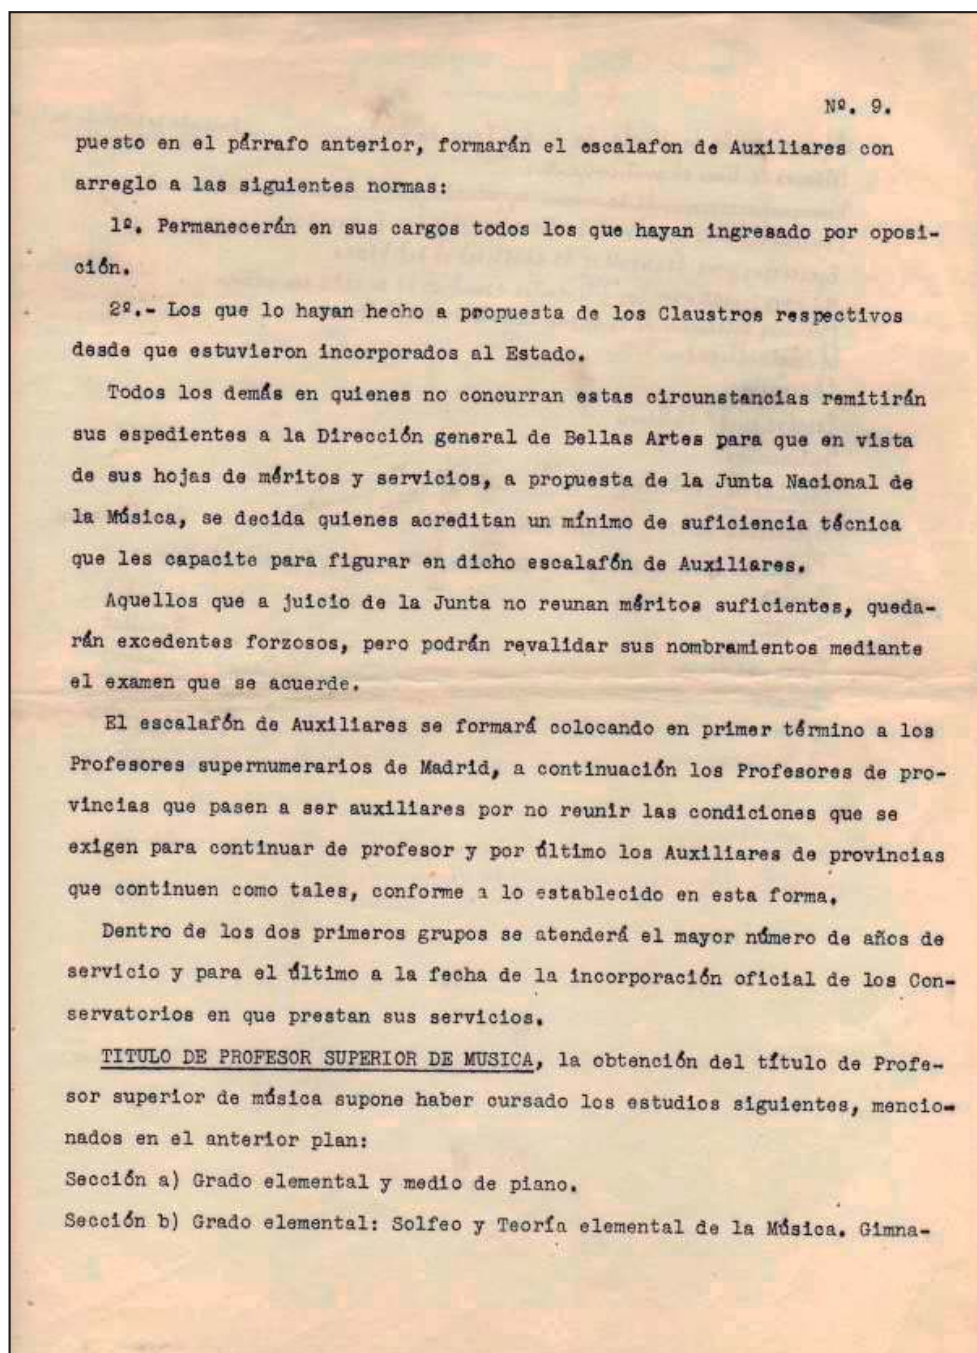 Nº. 9.
puesto en el párrafo anterior, formarán el escalafon de Auxiliares con
arreglo a las siguientes normas:
1º. Permanecerán en sus cargos todos los que hayan ingresado por oposi-
ción.
2º.- Los que lo hayan hecho a propuesta de los Claustros respectivos
desde que estuvieron incorporados al Estado.
Todos los demás en quienes no concurran estas circunstancias remitirán
sus espedientes a la Dirección general de Bellas Artes para que en vista
de sus hojas de méritos y servicios, a propuesta de la Junta Nacional de
la Música, se decida quienes acreditan un mínimo de suficiencia técnica
que les capacite para figurar en dicho escalafón de Auxiliares.
Aquellos que a juicio de la Junta no reunan méritos suficientes, queda-
rán excedentes forzosos, pero podrán revalidar sus nombramientos mediante
el examen que se acuerde.
El escalafón de Auxiliares se formará colocando en primer término a los
Profesores supernumerarios de Madrid, a continuación los Profesores de pro-
vincias que pasen a ser auxiliares por no reunir las condiciones que se
exigen para continuar de profesor y por último los Auxiliares de provincias
que continuen como tales, conforme a lo establecido en esta forma.
Dentro de los dos primeros grupos se atenderá el mayor número de años de
servicio y para el último a la fecha de la incorporación oficial de los Con-
servatorios en que prestan sus servicios.
TITULO DE PROFESOR SUPERIOR DE MUSICA, la obtención del título de Profe-
sor superior de música supone haber cursado los estudios siguientes, mencio-
nados en el anterior plan:
Sección a) Grado elemental y medio de piano.
Sección b) Grado elemental: Solfeo y Teoría elemental de la Música. Gimna-